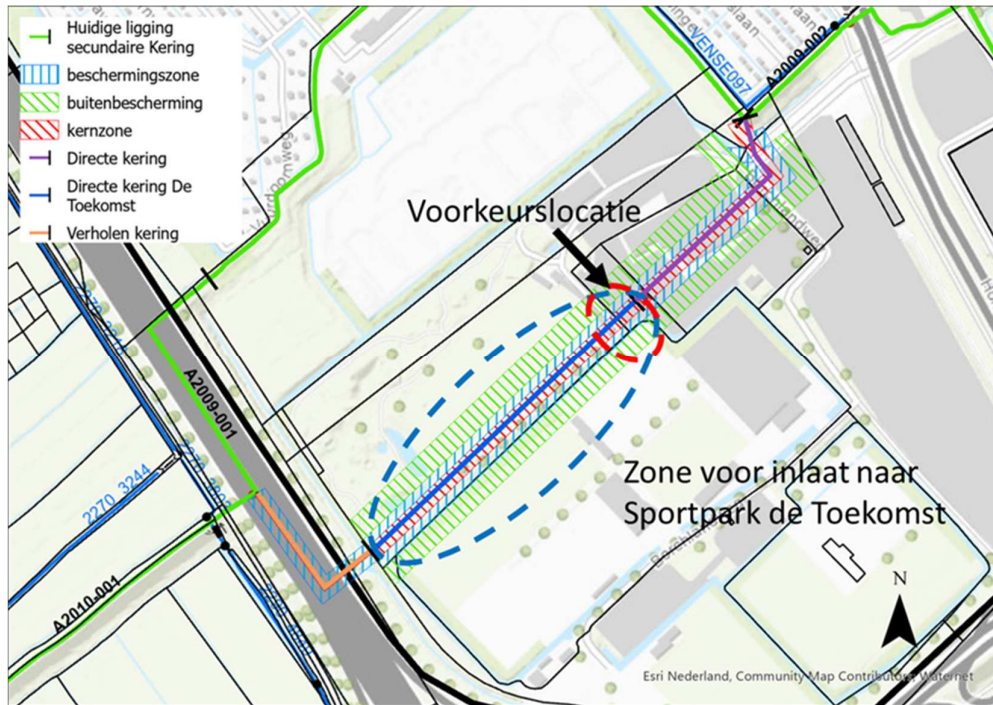 Huidige ligging
secundaire Kering
beschermingszone
buitenbescherming
kernzone
Directe kering
Directe kering De
Toekomst
Verholen kering
VENSE097
A2009-002
Voorkeurslocatie
A2009-001
2270_3244
A2010-001
Zone voor inlaat naar
Sportpark de Toekomst
N
Esri Nederland, Community Map Contributors, Waternet